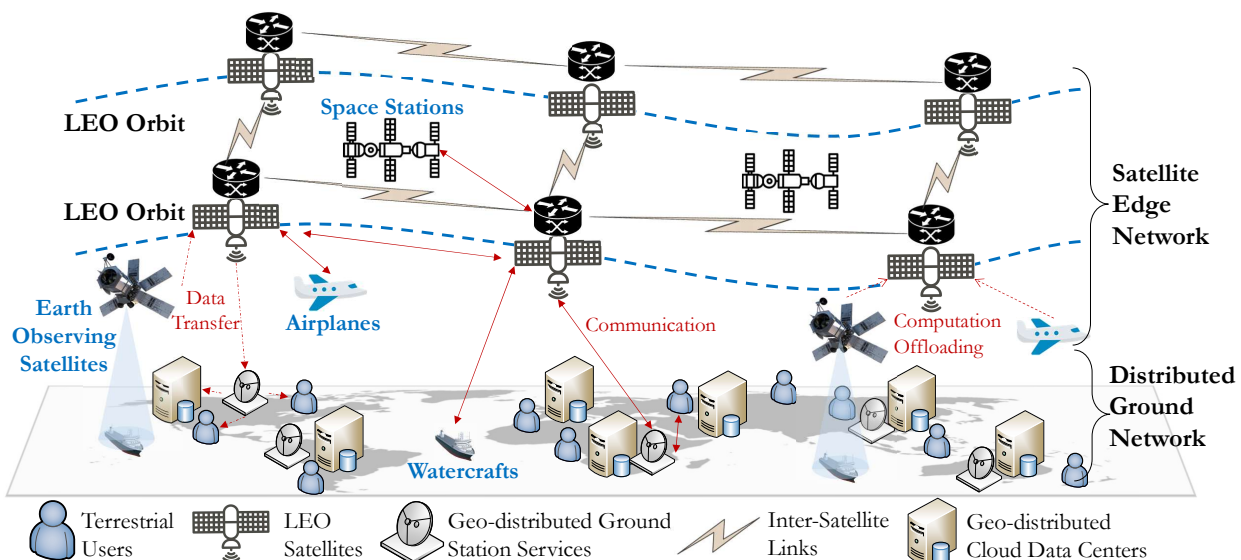 Space Stations
LEO Orbit
LEO Orbit
Satellite
Edge
Network
Earth
Observing
Satellites
Data
Transfer
Airplanes
Communication
Computation
Offloading
Distributed
Ground
Network
Watercrafts
Terrestrial
Users
LEO
Satellites
Geo-distributed Ground
Station Services
Inter-Satellite
Links
Geo-distributed
Cloud Data Centers